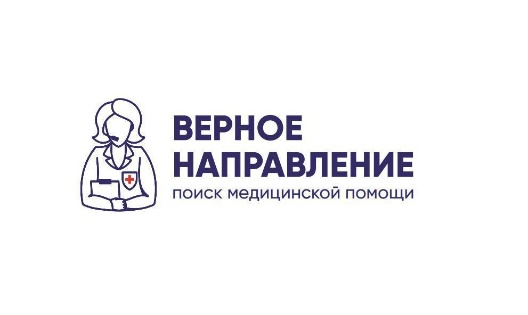 ВЕРНОЕ
НАПРАВЛЕНИЕ
ПОИСК МЕДИЦИНСКОЙ ПОМОЩИ